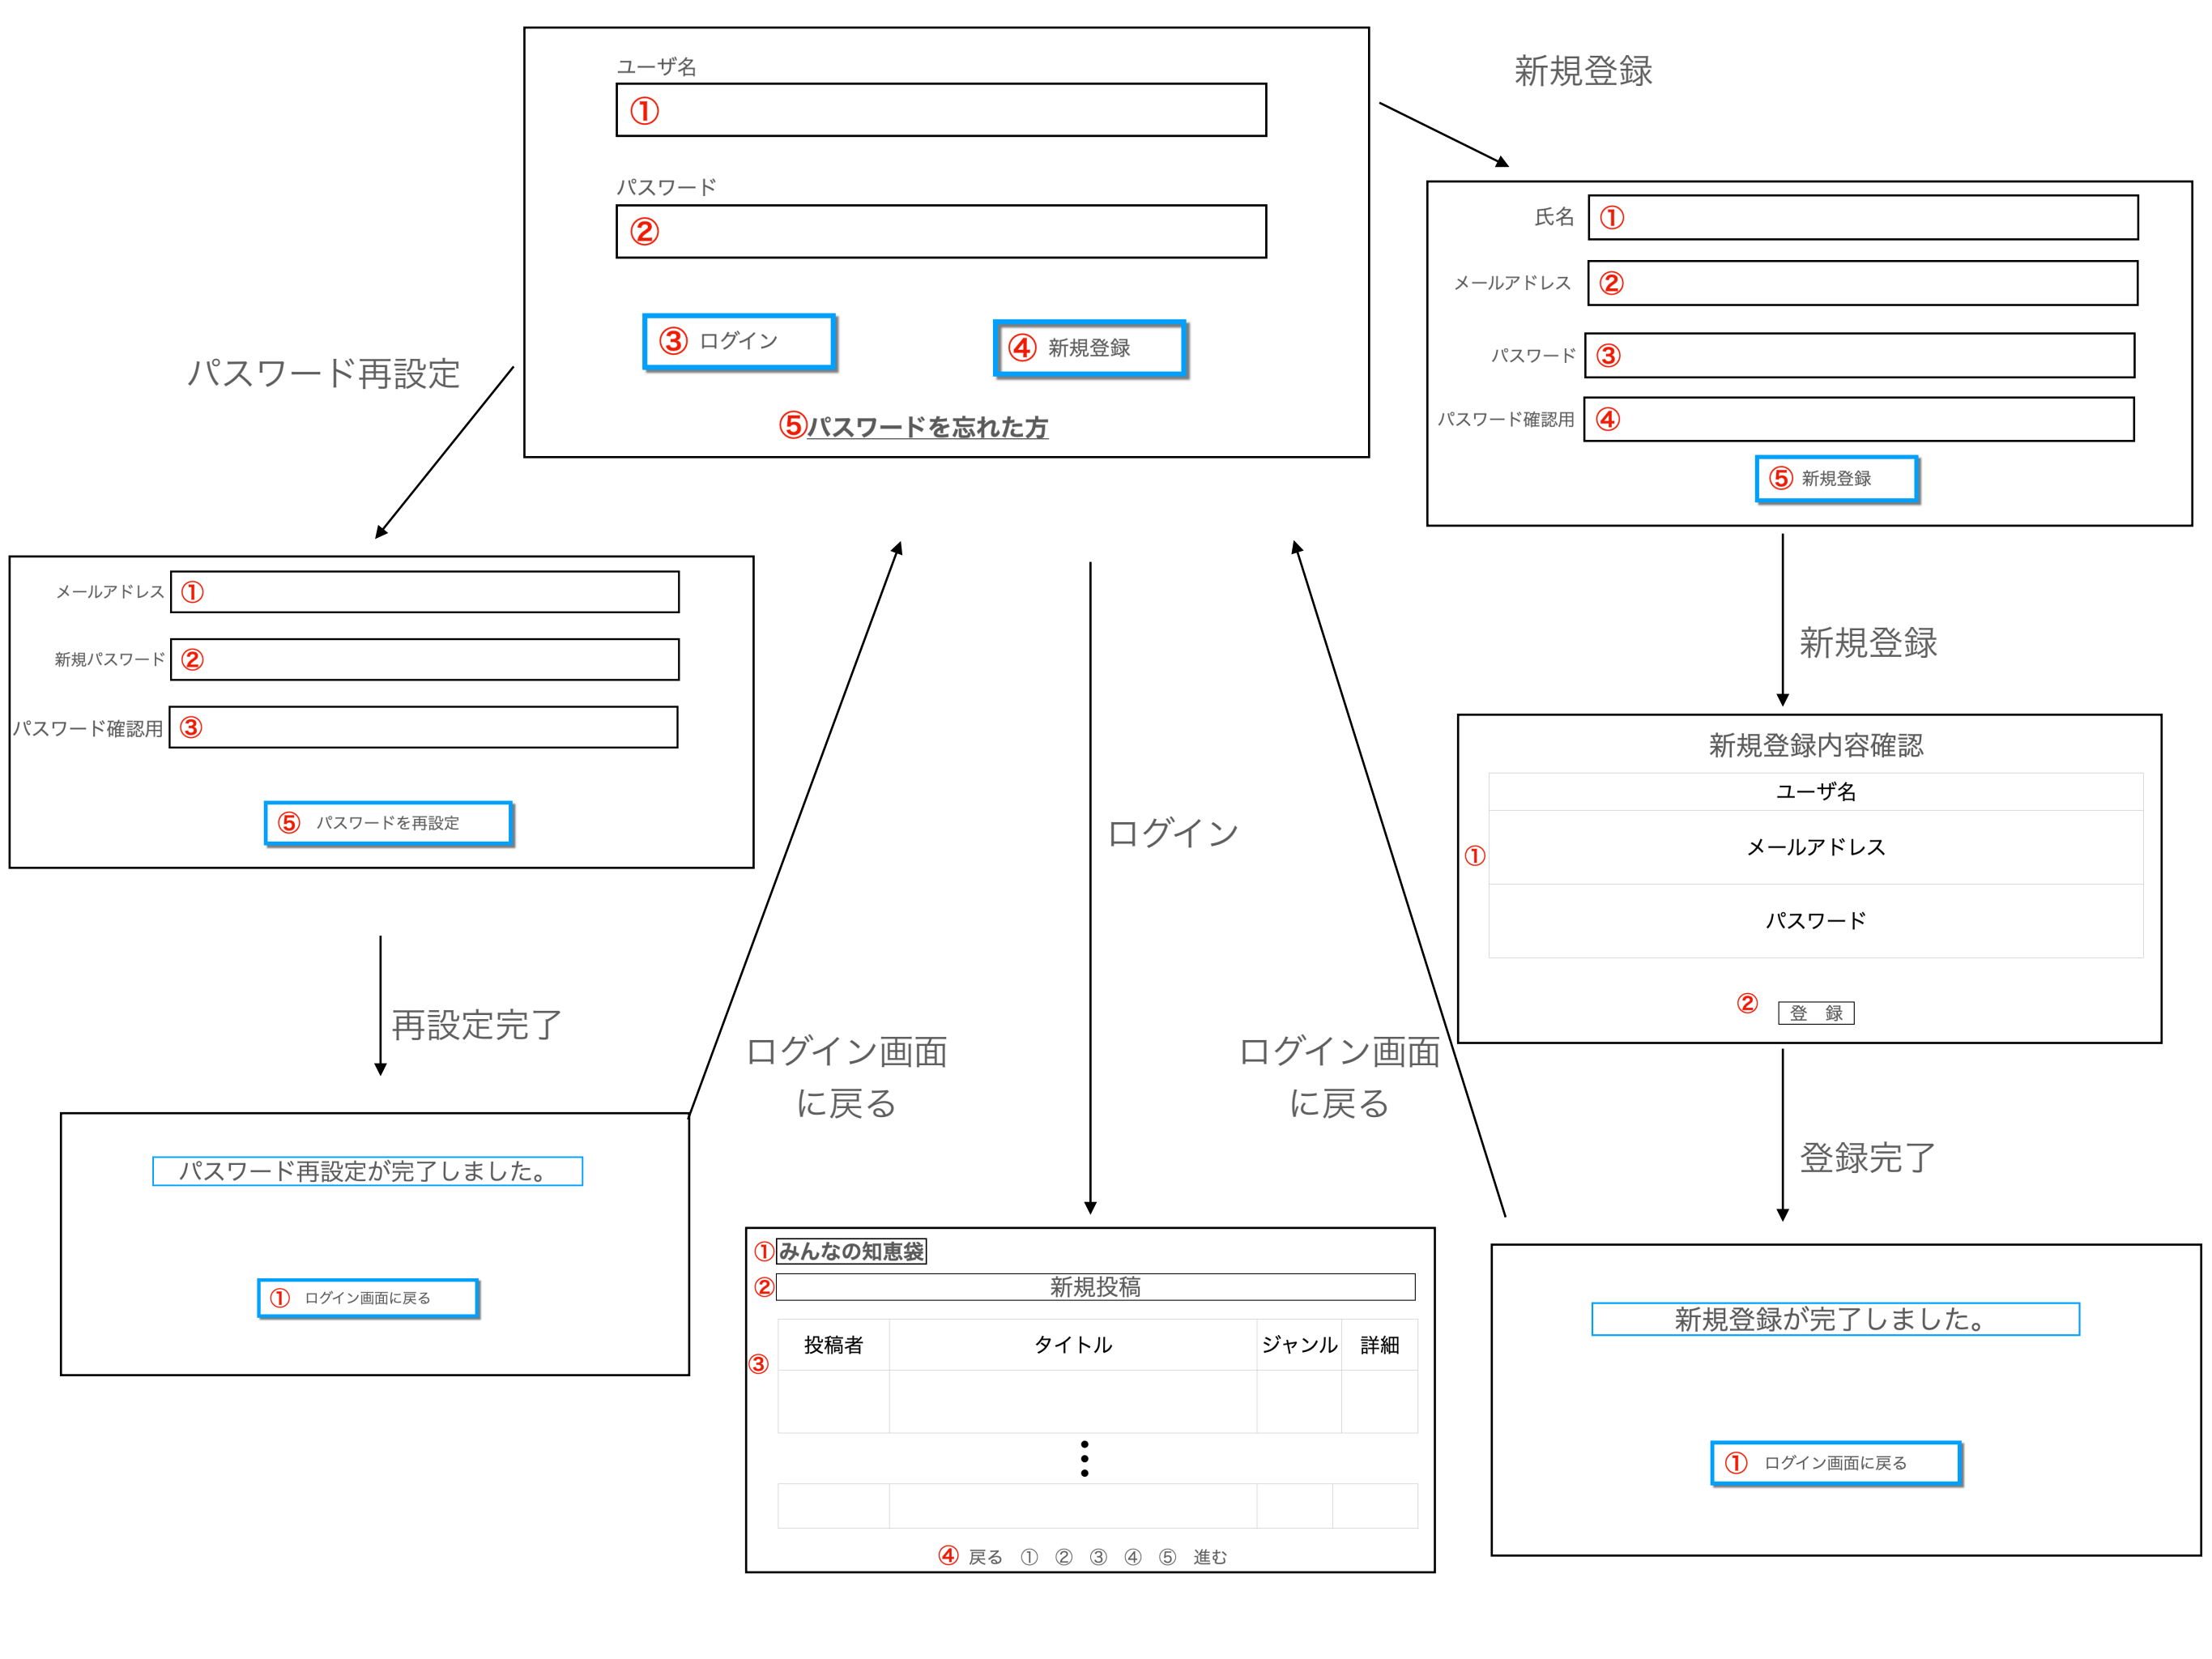 ユーザ名
①
パスワード
②
③ ログイン
④ 新規登録
⑤パスワードを忘れた方
新規登録
氏名 ①
メールアドレス ②
パスワード ③
パスワード確認用 ④
⑤ 新規登録
パスワード再設定
メールアドレス ①
新規パスワード ②
パスワード確認用 ③
⑤ パスワードを再設定
新規登録
新規登録内容確認
①
ユーザ名
メールアドレス
パスワード
② 登 録
ログイン
再設定完了
ログイン画面
に戻る
ログイン画面
に戻る
登録完了
パスワード再設定が完了しました。
① ログイン画面に戻る
① みんなの知恵袋
② 新規投稿
③ 投稿者 タイトル ジャンル 詳細
④ 戻る ① ② ③ ④ ⑤ 進む
新規登録が完了しました。
① ログイン画面に戻る